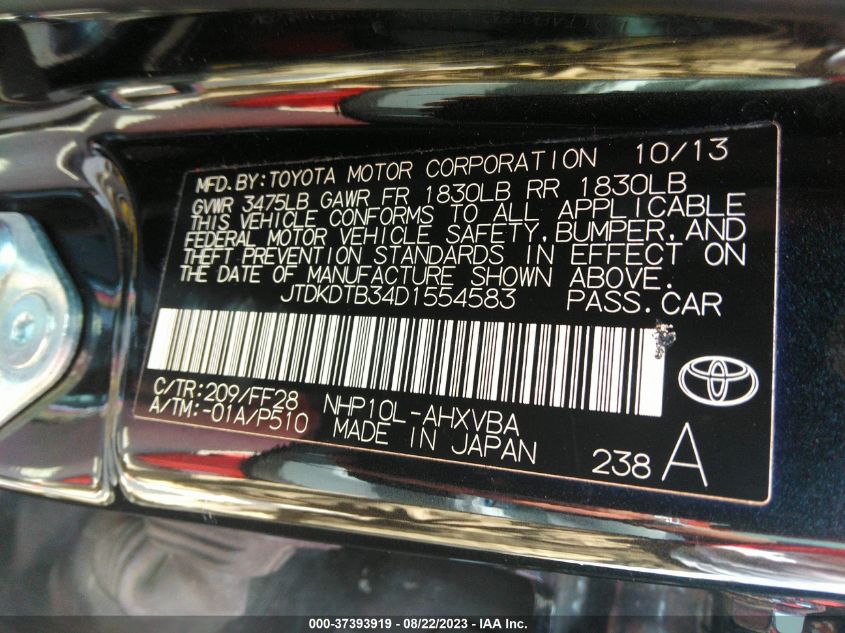 MFD.BY:TOYOTA MOTOR CORPORATION 10/13
GVWR 3475LB GAWR FR 1830LB RR 1830LB
THIS VEHICLE CONFORMS TO ALL APPLICABLE
FEDERAL MOTOR VEHICLE SAFETY,BUMPER,AND
THEFT PREVENTION STANDARDS IN EFFECT ON
THE DATE OF MANUFACTURE SHOWN ABOVE.
JTDKDTB34D1554583 PASS.CAR
C/TR:209/FF28 NHP10L-AHXVBA
A/TM:-01A/P510 MADE IN JAPAN
238 A
000-37393919 - 08/22/2023 - IAA Inc.